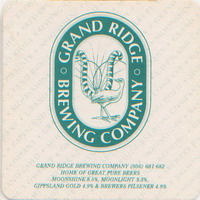 GRAND RIDGE
BREWING COMPANY
GRAND RIDGE BREWING COMPANY (056) 681 682
HOME OF GREAT PURE BEERS
MOONSHINE 8.5%, MOONLIGHT 3.3%,
GIPPSLAND GOLD 4.9% & BREWERS PILSENER 4.9%